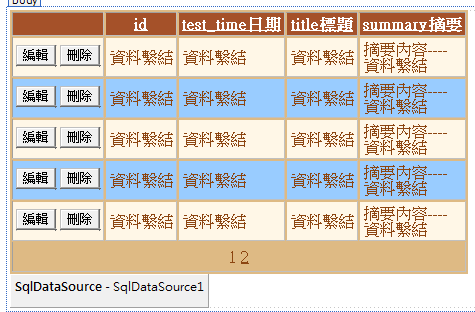 Body
id test_time日期 title標題 summary摘要
編輯 刪除 資料繫結 資料繫結 資料繫結 摘要內容----
資料繫結
編輯 刪除 資料繫結 資料繫結 資料繫結 摘要內容----
資料繫結
編輯 刪除 資料繫結 資料繫結 資料繫結 摘要內容----
資料繫結
編輯 刪除 資料繫結 資料繫結 資料繫結 摘要內容----
資料繫結
編輯 刪除 資料繫結 資料繫結 資料繫結 摘要內容----
資料繫結
1 2
SqlDataSource - SqlDataSource1